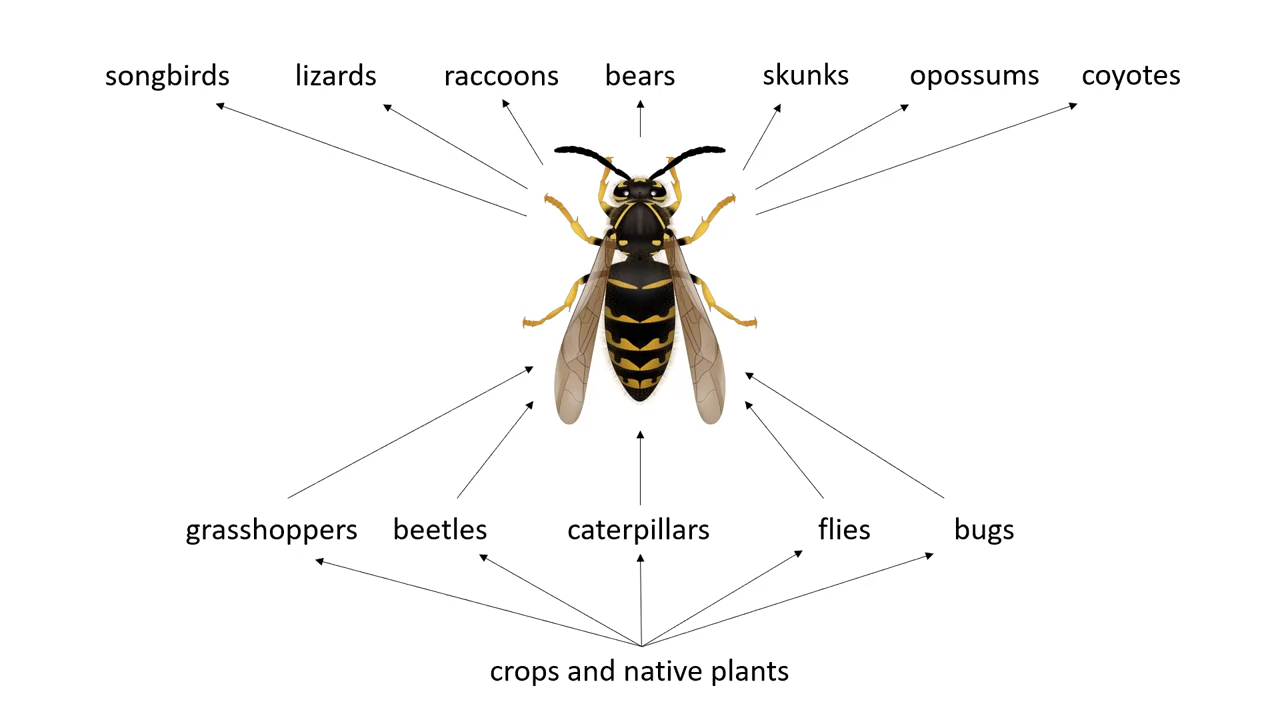 songbirds lizards raccoons bears skunks opossums coyotes
grasshoppers beetles caterpillars flies bugs
crops and native plants